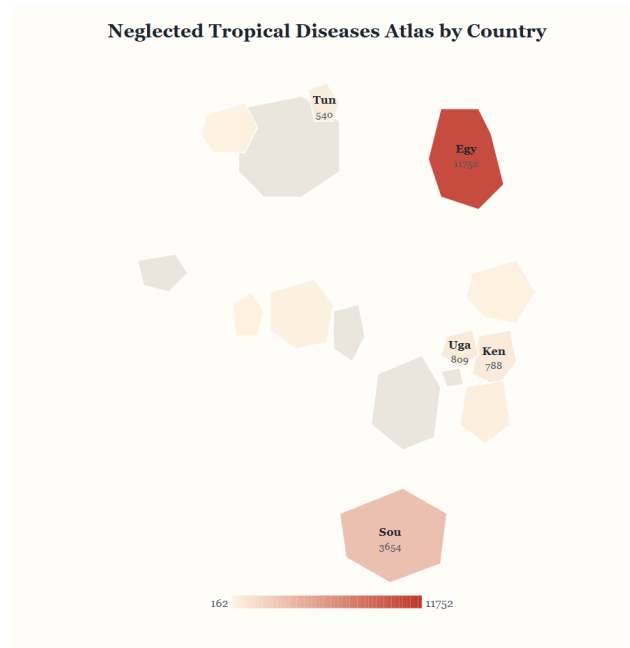 Neglected Tropical Diseases Atlas by Country
Tun
540
Egy
11752
Uga
809
Ken
788
Sou
3654
162
11752